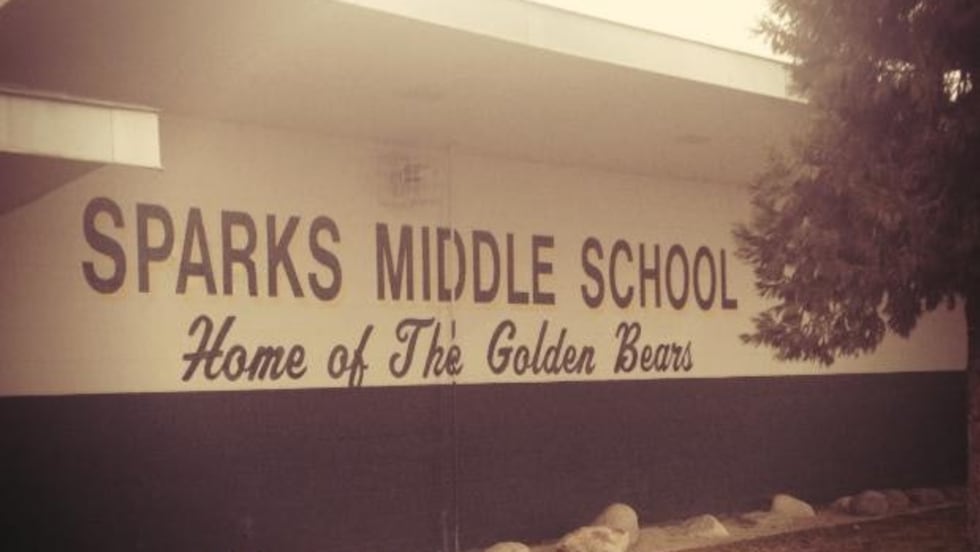 SPARKS MIDDLE SCHOOL
Home of The Golden Bears